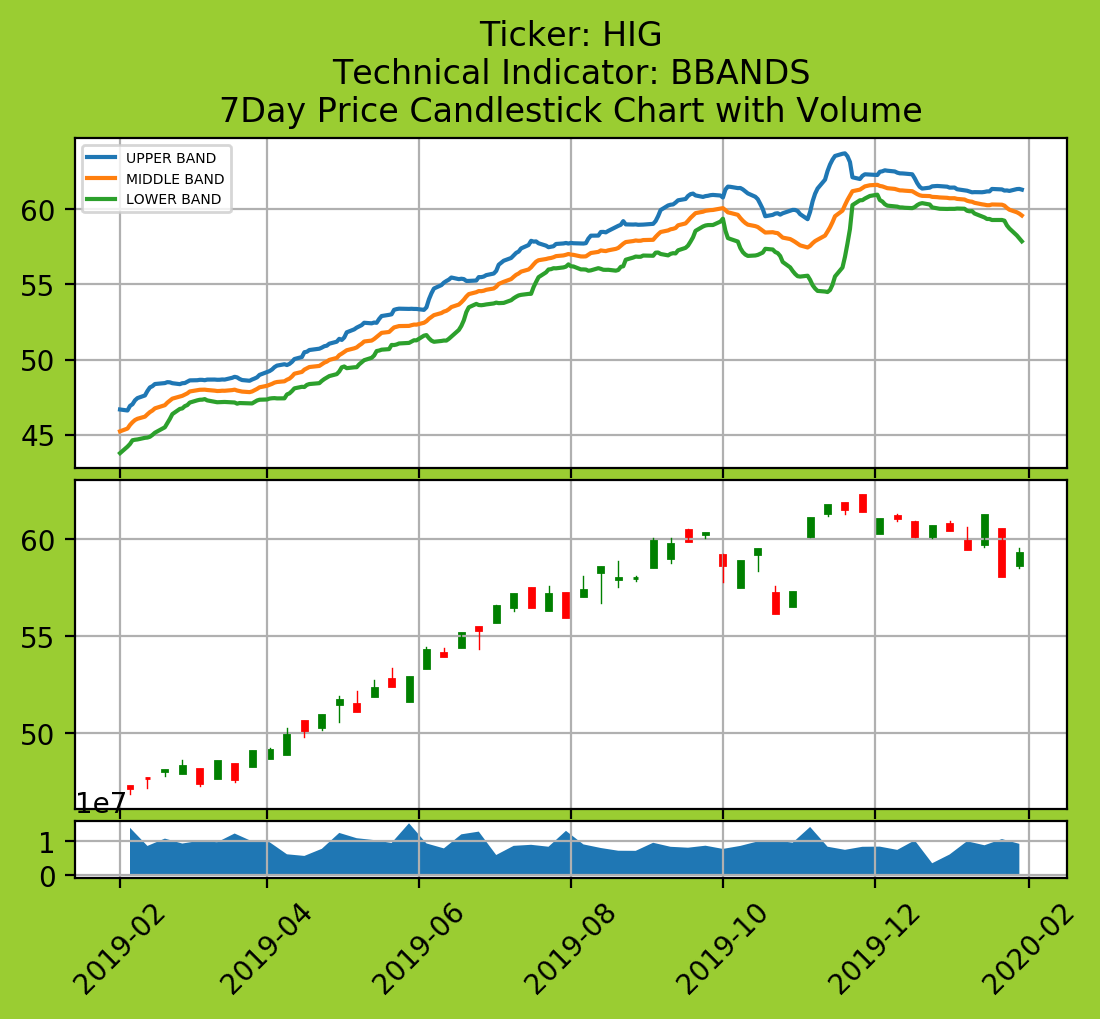 Ticker: HIG
Technical Indicator: BBANDS
7Day Price Candlestick Chart with Volume
UPPER BAND
MIDDLE BAND
LOWER BAND
60
55
50
45
60
55
50
1e7
1
0
2019-02
2019-04
2019-06
2019-08
2019-10
2019-12
2020-02